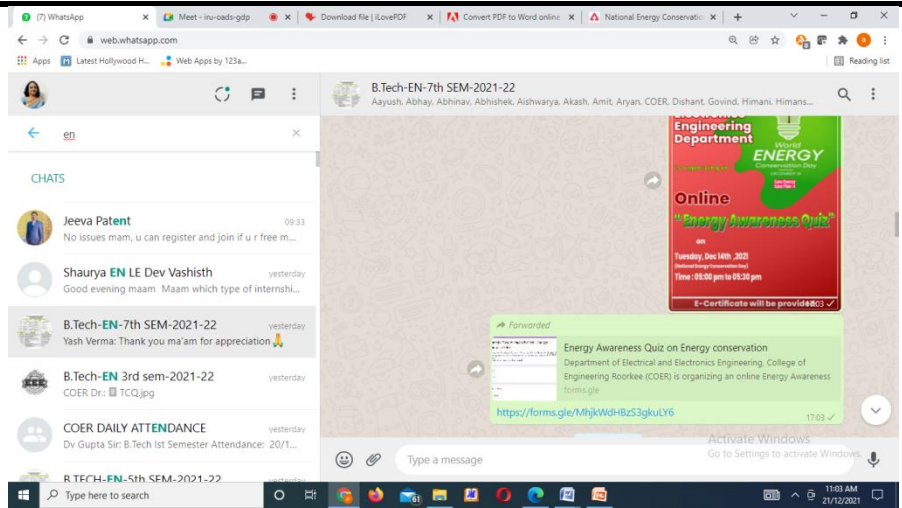 (7) WhatsApp
Meet - iru-oads-gdp
Download file | iLovePDF
Convert PDF to Word online
National Energy Conservatio
web.whatsapp.com
Apps
Latest Hollywood H...
Web Apps by 123a...
Reading list
B.Tech-EN-7th SEM-2021-22
Aayush, Abhay, Abhinav, Abhishek, Aishwarya, Akash, Amit, Aryan, COER, Dishant, Govind, Himani, Himans...
en
CHATS
Jeeva Patent
09:33
No issues mam, u can register and join if u r free m...
Shaurya EN LE Dev Vashisth
yesterday
Good evening maam Maam which type of internshi...
B.Tech-EN-7th SEM-2021-22
yesterday
Yash Verma: Thank you ma'am for appreciation
B.Tech-EN 3rd sem-2021-22
yesterday
COER Dr.: TCQ.jpg
COER DAILY ATTENDANCE
yesterday
Dv Gupta Sir: B.Tech Ist Semester Attendance: 20/1...
B.TECH-EN-5th SEM-2021-22
yesterday
Electronics
Engineering
Department
World
ENERGY
Conservation Day
Online
"Energy Awareness Quiz"
on
Tuesday, Dec 14th ,2021
(National Energy Conservation Day)
Time : 05:00 pm to 05:30 pm
E-Certificate will be provided
17:03
Forwarded
Energy Awareness Quiz on Energy conservation
Department of Electrical and Electronics Engineering, College of
Engineering Roorkee (COER) is organizing an online Energy Awareness
forms.gle
https://forms.gle/MhjkWdHBzS3gkuLY6
17:03
Type a message
Activate Windows
Go to Settings to activate Windows.
Type here to search
61
11:03 AM
21/12/2021